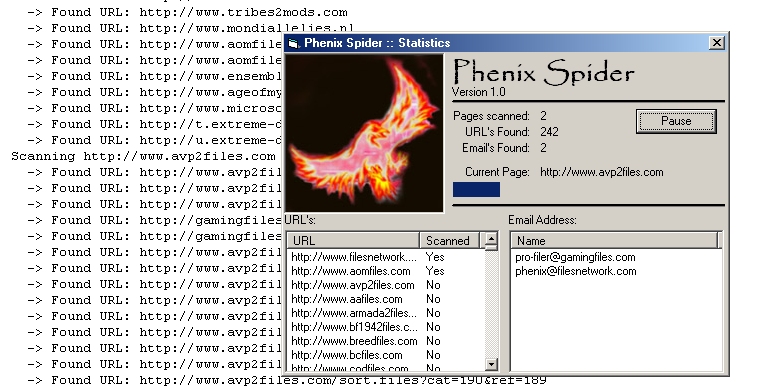 -> Found URL: http://www.tribes2mods.com
-> Found URL: http://www.mondiallelies.nl
-> Found URL: http://www.aomfile
-> Found URL: http://www.aomfile
-> Found URL: http://www.ensembl
-> Found URL: http://www.ageofmy
-> Found URL: http://www.microso
-> Found URL: http://t.extreme-d
-> Found URL: http://u.extreme-d
Scanning http://www.avp2files.com
-> Found URL: http://www.avp2fil
-> Found URL: http://www.avp2fil
-> Found URL: http://www.avp2fil
-> Found URL: http://gamingfiles
-> Found URL: http://gamingfiles
-> Found URL: http://www.avp2fil
-> Found URL: http://www.avp2fil
-> Found URL: http://www.avp2fil
-> Found URL: http://www.avp2fil
-> Found URL: http://www.avp2fil
-> Found URL: http://www.avp2fil
-> Found URL: http://www.avp2fil
-> Found URL: http://www.avp2fil
-> Found URL: http://www.avp2files.com/sort.files?cat=190&ref=189
Phenix Spider :: Statistics
Phenix Spider
Version 1.0
Pages scanned: 2
URL's Found: 242
Email's Found: 2
Pause
Current Page: http://www.avp2files.com
URL's:
URL Scanned
http://www.filesnetwork.... Yes
http://www.aomfiles.com Yes
http://www.avp2files.com No
http://www.aafiles.com No
http://www.armada2files... No
http://www.bf1942files.c... No
http://www.breedfiles.com No
http://www.bcfiles.com No
http://www.codfiles.com No
Email Address:
Name
pro-filer@gamingfiles.com
phenix@filesnetwork.com